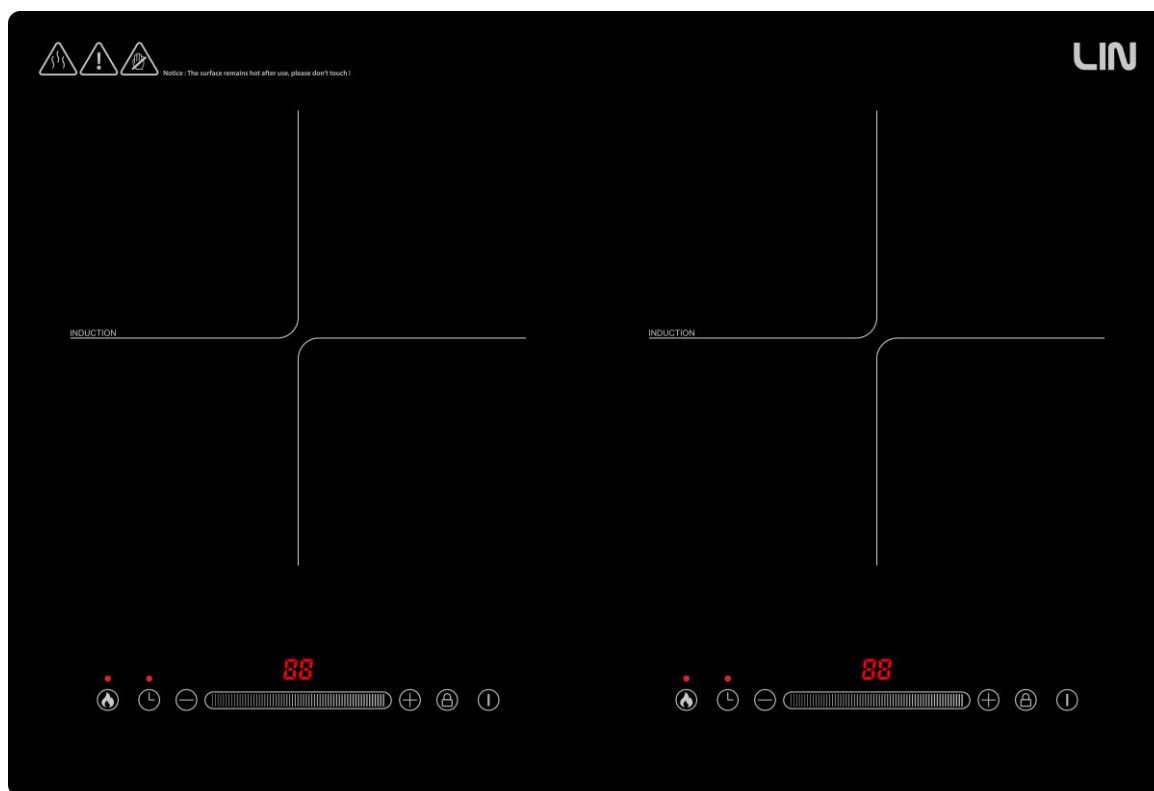 Notice : The surface remains hot after use, please don't touch !
LIN
INDUCTION
INDUCTION
88
88